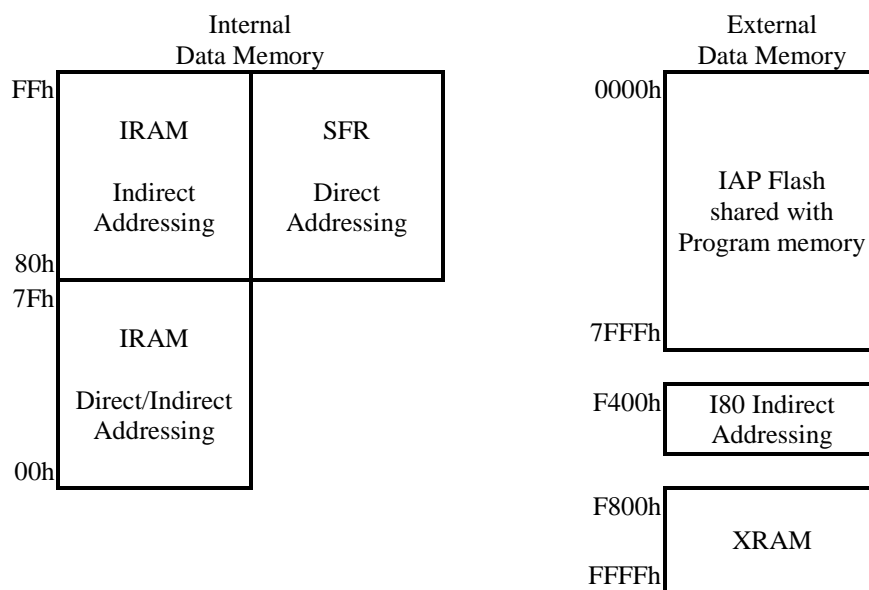 Internal
Data Memory
FFh
IRAM
Indirect
Addressing
80h
SFR
Direct
Addressing
7Fh
IRAM
Direct/Indirect
Addressing
00h
External
Data Memory
0000h
IAP Flash
shared with
Program memory
7FFFh
F400h
I80 Indirect
Addressing
F800h
XRAM
FFFFh